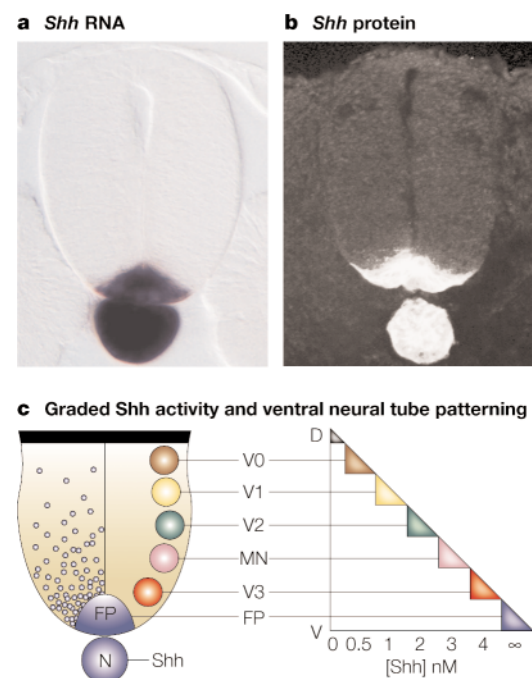 a Shh RNA
b Shh protein
c Graded Shh activity and ventral neural tube patterning
D
V0
V1
V2
MN
V3
FP
FP
V
N
Shh
0 0.5 1 2 3 4 ∞
[Shh] nM